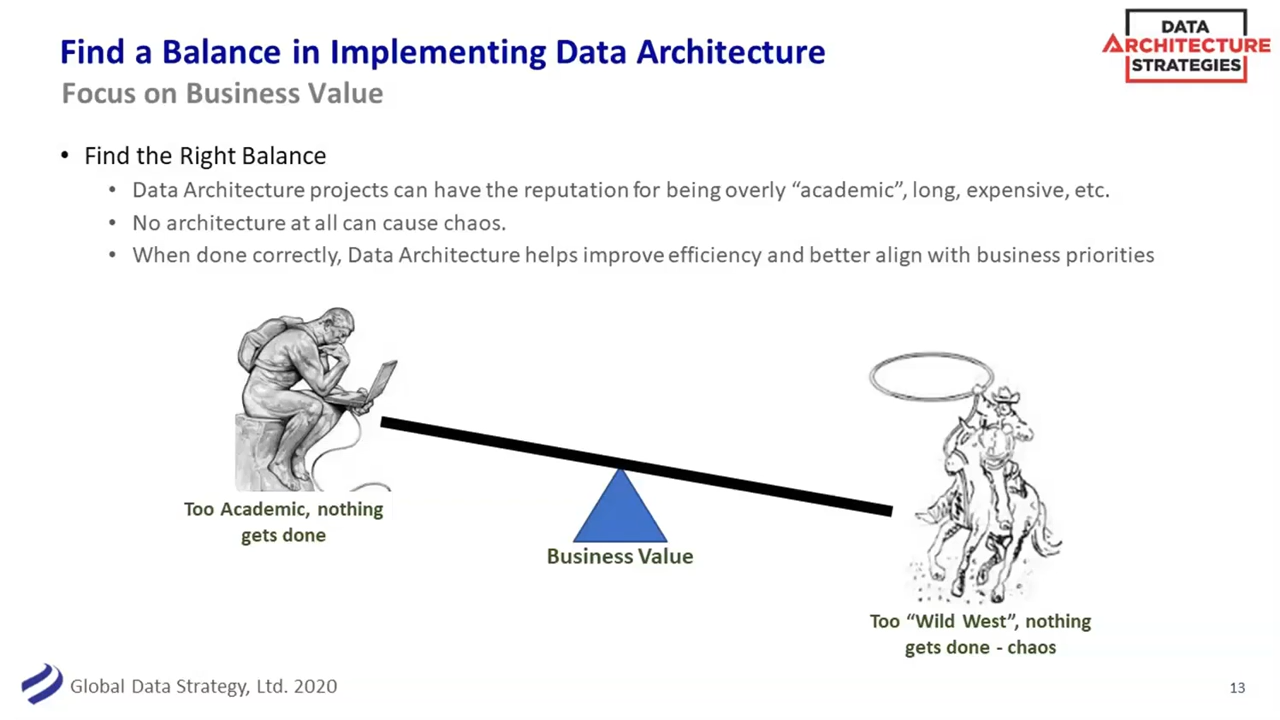 Find a Balance in Implementing Data Architecture
Focus on Business Value
DATA
ARCHITECTURE
STRATEGIES
• Find the Right Balance
• Data Architecture projects can have the reputation for being overly “academic”, long, expensive, etc.
• No architecture at all can cause chaos.
• When done correctly, Data Architecture helps improve efficiency and better align with business priorities
Too Academic, nothing
gets done
Business Value
Too “Wild West”, nothing
gets done - chaos
Global Data Strategy, Ltd. 2020
13